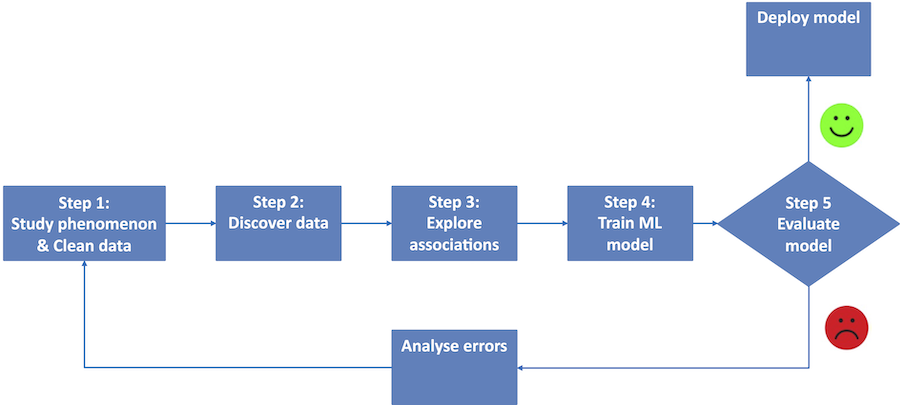 Deploy model
Step 1:
Study phenomenon
& Clean data
Step 2:
Discover data
Step 3:
Explore
associations
Step 4:
Train ML
model
Step 5
Evaluate
model
Analyse errors